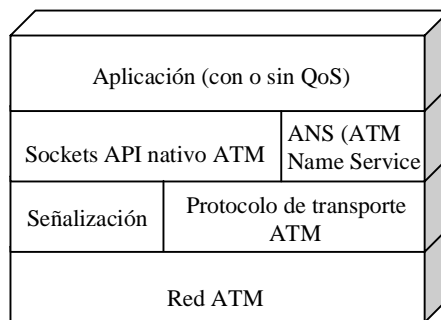 Aplicación (con o sin QoS)
Sockets API nativo ATM
ANS (ATM
Name Service
Señalización
Protocolo de transporte
ATM
Red ATM